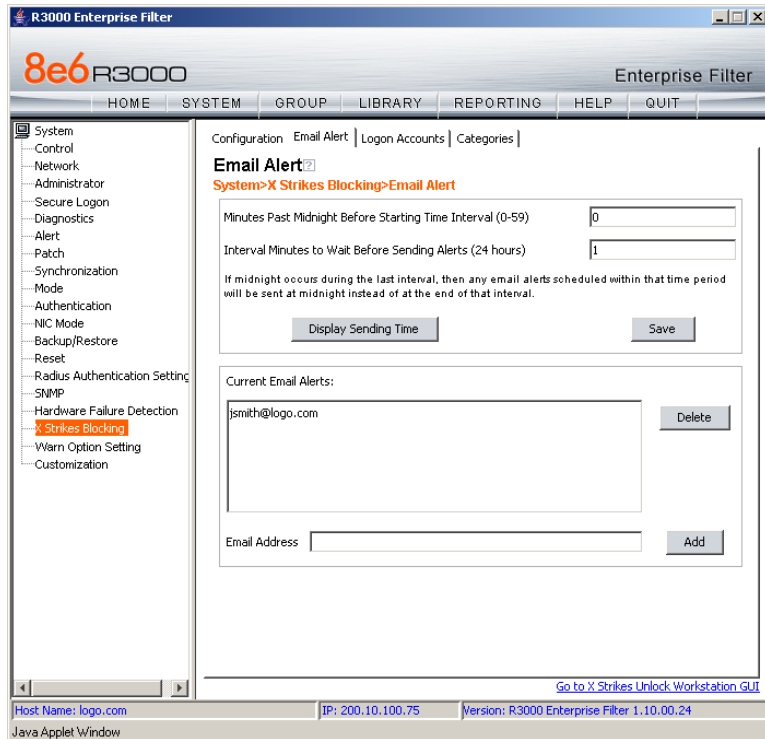 R3000 Enterprise Filter
8e6 R3000
Enterprise Filter
HOME SYSTEM GROUP LIBRARY REPORTING HELP QUIT
System
Control
Network
Administrator
Secure Logon
Diagnostics
Alert
Patch
Synchronization
Mode
Authentication
NIC Mode
Backup/Restore
Reset
Radius Authentication Setting
SNMP
Hardware Failure Detection
X Strikes Blocking
Warn Option Setting
Customization
Configuration Email Alert Logon Accounts Categories
Email Alert ?
System>X Strikes Blocking>Email Alert
Minutes Past Midnight Before Starting Time Interval (0-59) 0
Interval Minutes to Wait Before Sending Alerts (24 hours) 1
If midnight occurs during the last interval, then any email alerts scheduled within that time period
will be sent at midnight instead of at the end of that interval.
Display Sending Time Save
Current Email Alerts:
jsmith@logo.com
Delete
Email Address Add
Go to X Strikes Unlock Workstation GUI
Host Name: logo.com IP: 200.10.100.75 Version: R3000 Enterprise Filter 1.10.00.24
Java Applet Window